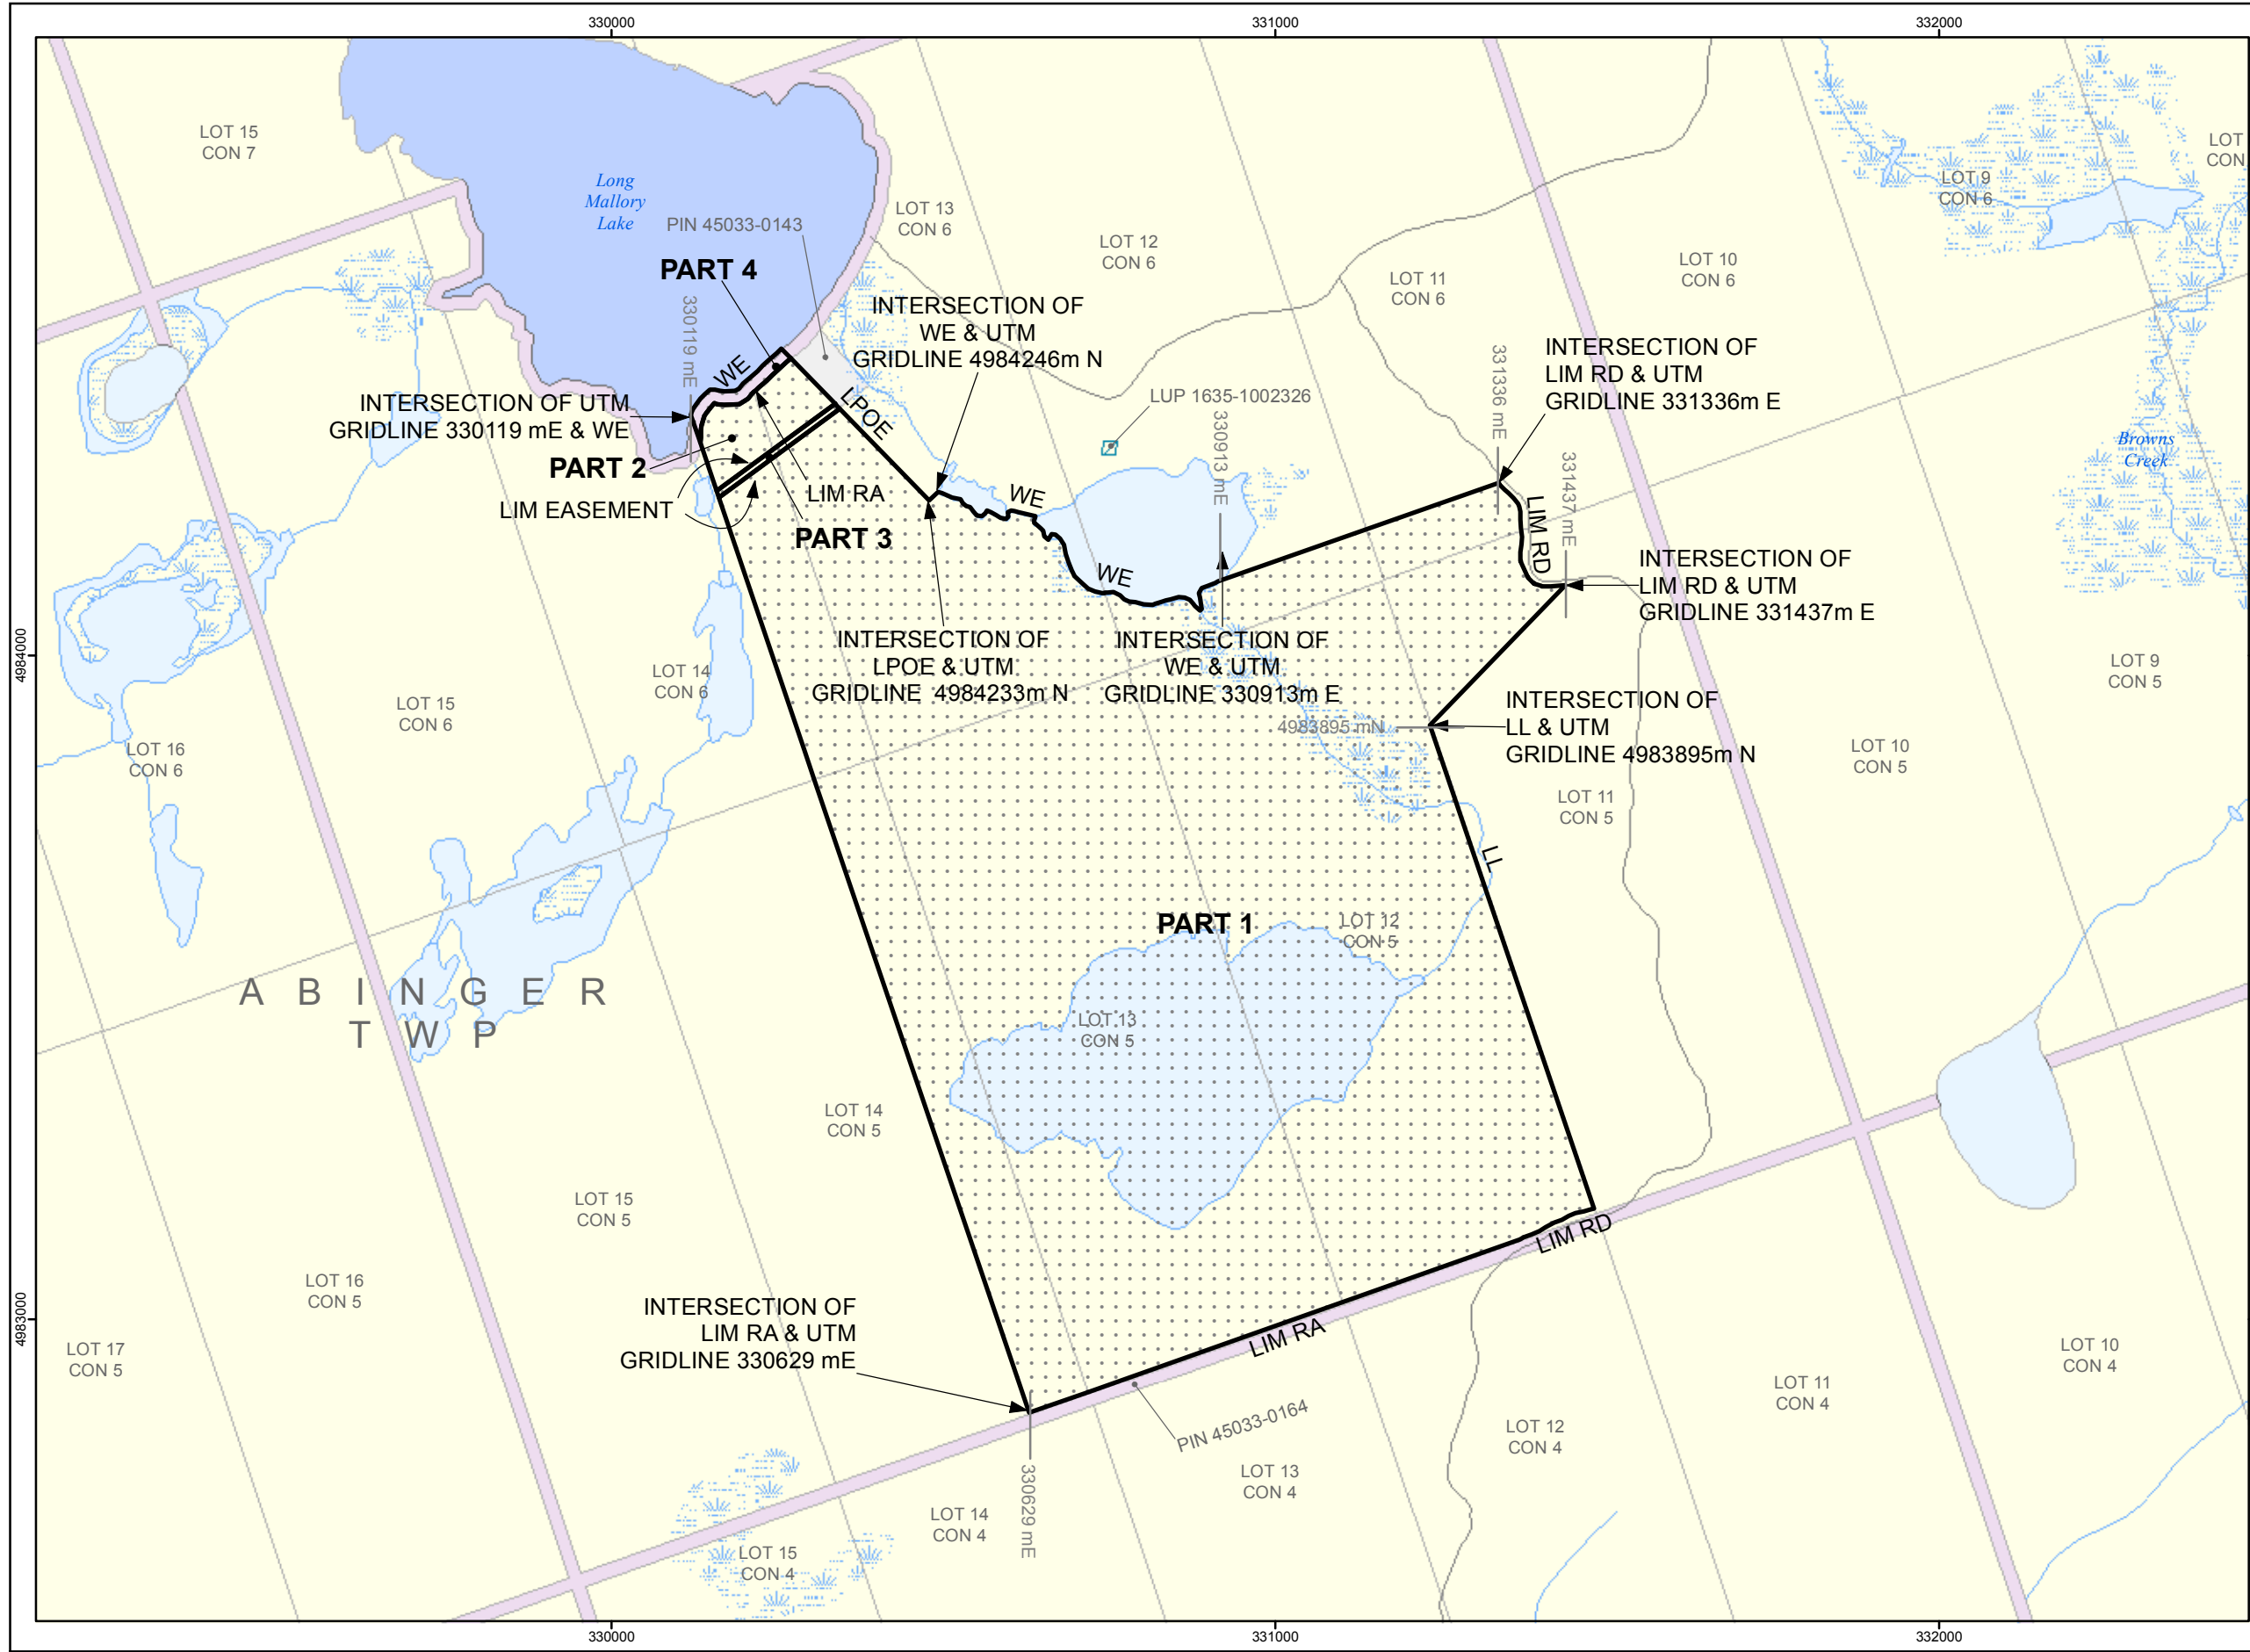 330000
331000
332000
LOT 15
CON 7
LOT
CON
Long
Mallory
Lake
LOT 9
CON 6
LOT 13
CON 6
PIN 45033-0143
LOT 12
CON 6
LOT 10
CON 6
PART 4
LOT 11
CON 6
330119 mE
INTERSECTION OF
WE & UTM
GRIDLINE 4984246m N
INTERSECTION OF
LIM RD & UTM
GRIDLINE 331336m E
331336 mE
WE
INTERSECTION OF UTM
GRIDLINE 330119 mE & WE
LPOE
LUP 1635-1002326
330913 mE
Browns
Creek
331437 mE
PART 2
LIM RA
WE
LIM EASEMENT
LIM RD
PART 3
WE
INTERSECTION OF
LIM RD & UTM
GRIDLINE 331437m E
4984000
INTERSECTION OF
LPOE & UTM
GRIDLINE 4984233m N
INTERSECTION OF
WE & UTM
GRIDLINE 330913m E
LOT 14
CON 6
LOT 9
CON 5
LOT 15
CON 6
INTERSECTION OF
LL & UTM
GRIDLINE 4983895m N
4983895 mN
LOT 16
CON 6
LOT 10
CON 5
LOT 11
CON 5
LL
PART 1
LOT 12
CON 5
ABINGER
TWP
LOT 13
CON 5
LOT 14
CON 5
LOT 15
CON 5
LIM RD
LOT 16
CON 5
INTERSECTION OF
LIM RA & UTM
GRIDLINE 330629 mE
4983000
LIM RA
LOT 17
CON 5
LOT 10
CON 4
LOT 11
CON 4
PIN 45033-0164
LOT 12
CON 4
LOT 13
CON 4
330629 mE
LOT 14
CON 4
LOT 15
CON 4
330000
331000
332000